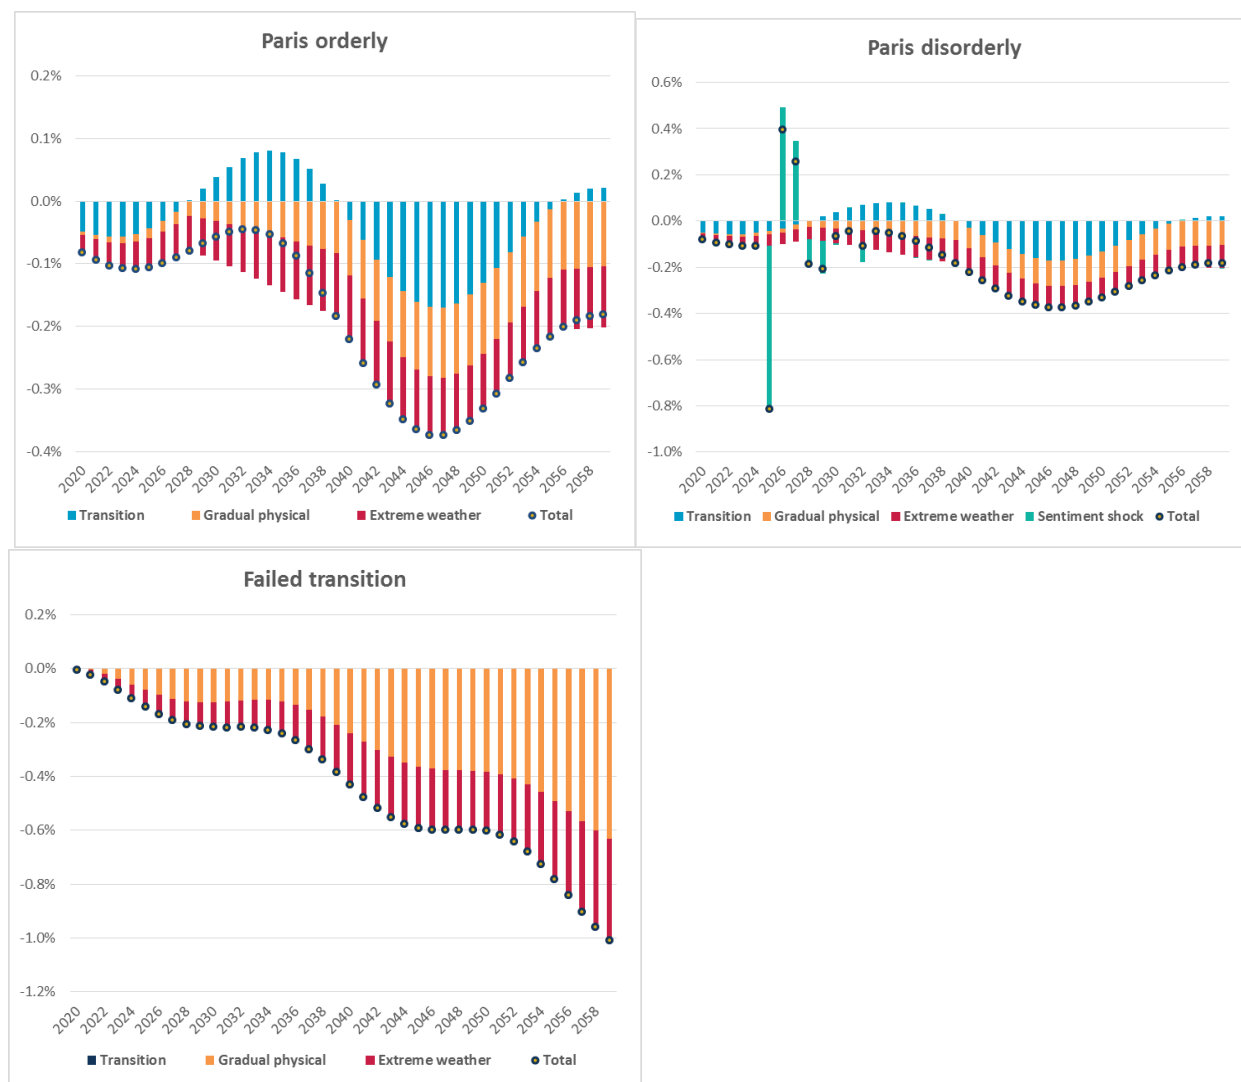 Paris orderly
0.2%
0.1%
0.0%
-0.1%
-0.2%
-0.3%
-0.4%
2020 2022 2024 2026 2028 2030 2032 2034 2036 2038 2040 2042 2044 2046 2048 2050 2052 2054 2056 2058
Transition Gradual physical Extreme weather Total
Paris disorderly
0.6%
0.4%
0.2%
0.0%
-0.2%
-0.4%
-0.6%
-0.8%
-1.0%
2020 2022 2024 2026 2028 2030 2032 2034 2036 2038 2040 2042 2044 2046 2048 2050 2052 2054 2056 2058
Transition Gradual physical Extreme weather Sentiment shock Total
Failed transition
0.2%
0.0%
-0.2%
-0.4%
-0.6%
-0.8%
-1.0%
-1.2%
2020 2022 2024 2026 2028 2030 2032 2034 2036 2038 2040 2042 2044 2046 2048 2050 2052 2054 2056 2058
Transition Gradual physical Extreme weather Total